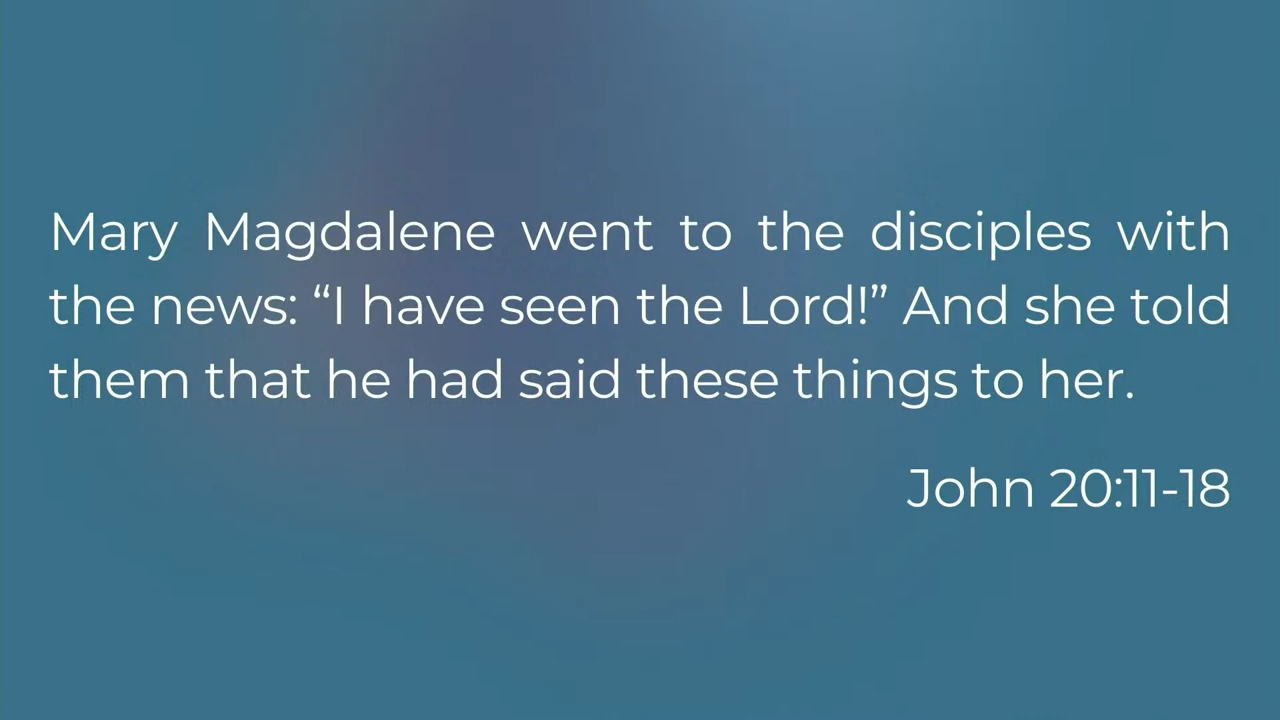 Mary Magdalene went to the disciples with
the news: “I have seen the Lord!” And she told
them that he had said these things to her.
John 20:11-18